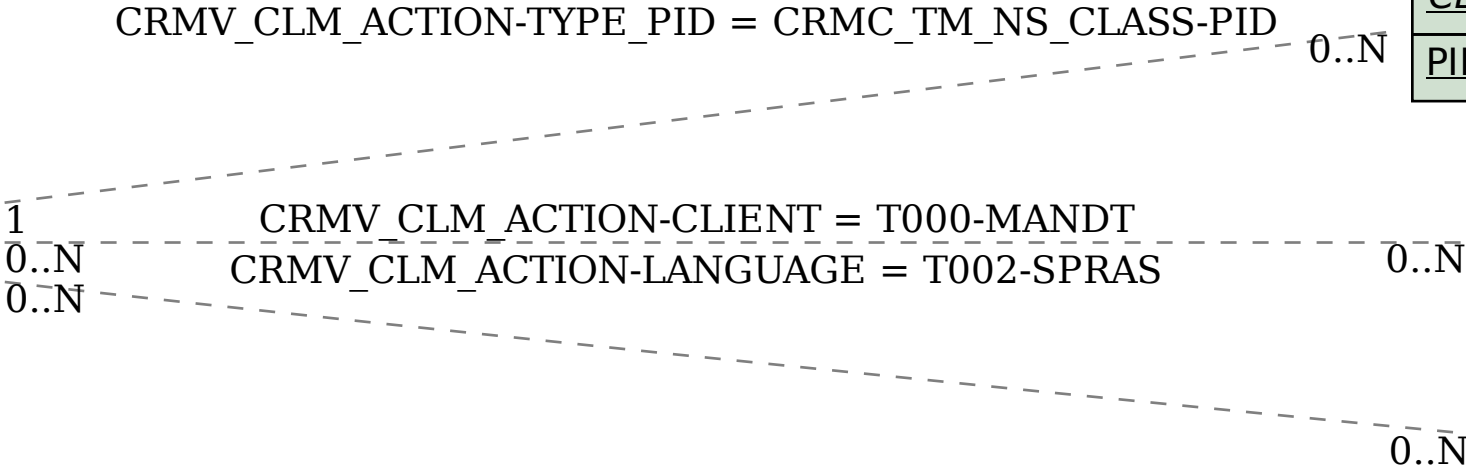 CRMV_CLM_ACTION-TYPE_PID = CRMC_TM_NS_CLASS-PID
0..N
1
CRMV_CLM_ACTION-CLIENT = T000-MANDT
0..N
0..N
CRMV_CLM_ACTION-LANGUAGE = T002-SPRAS
0..N
0..N